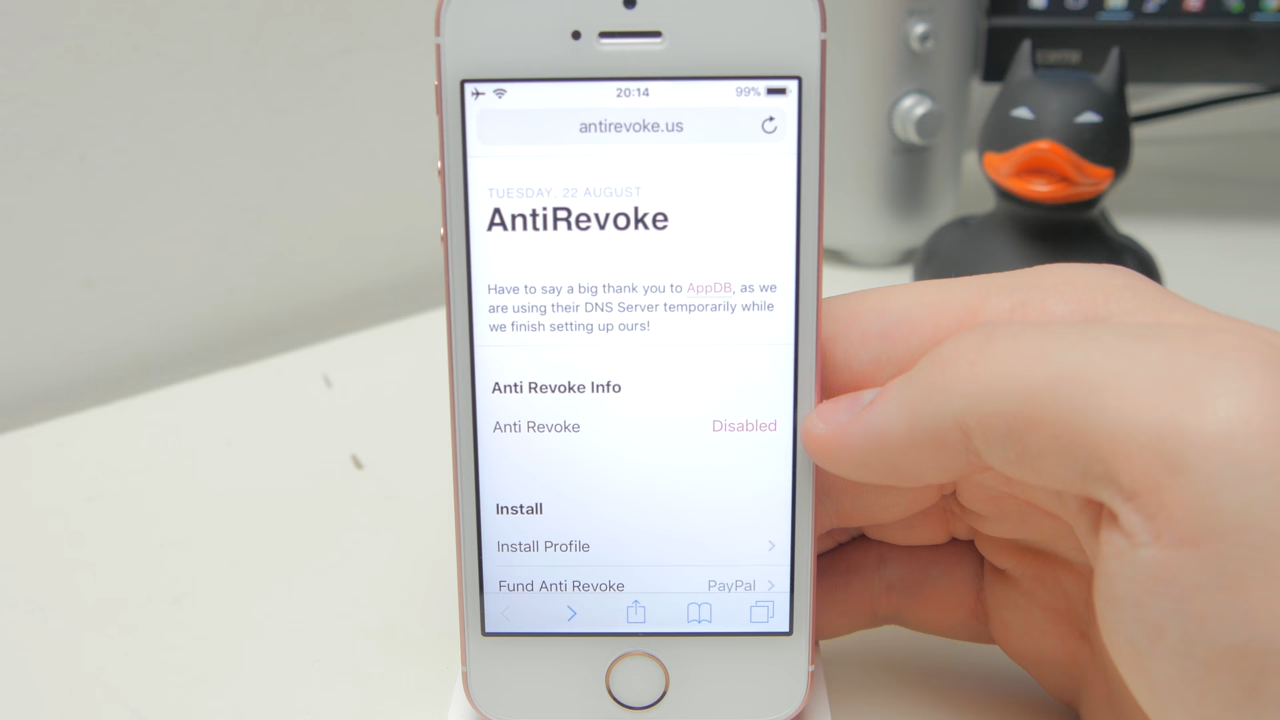 20:14
99%
antirevoke.us
TUESDAY, 22 AUGUST
AntiRevoke
Have to say a big thank you to AppDB, as we
are using their DNS Server temporarily while
we finish setting up ours!
Anti Revoke Info
Anti Revoke Disabled
Install
Install Profile
Fund Anti Revoke PayPal